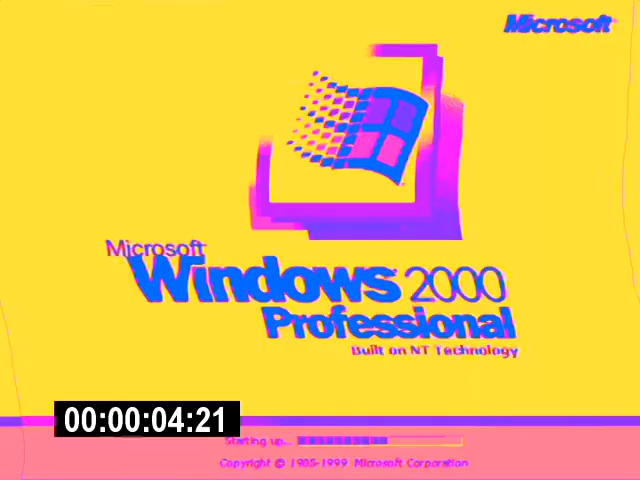 Microsoft
Microsoft
Windows 2000
Professional
Built on NT Technology
00:00:04:21
Starting up...
Copyright © 1985-1999 Microsoft Corporation